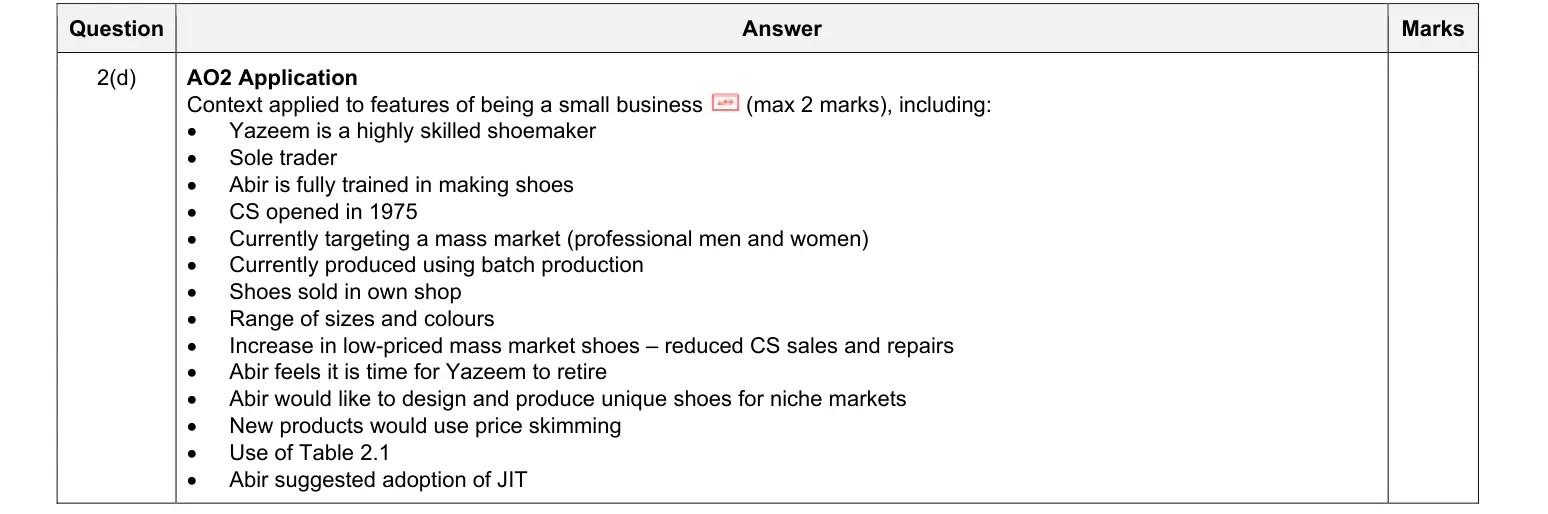 Question Answer Marks
2(d) AO2 Application
Context applied to features of being a small business APP (max 2 marks), including:
• Yazeem is a highly skilled shoemaker
• Sole trader
• Abir is fully trained in making shoes
• CS opened in 1975
• Currently targeting a mass market (professional men and women)
• Currently produced using batch production
• Shoes sold in own shop
• Range of sizes and colours
• Increase in low-priced mass market shoes – reduced CS sales and repairs
• Abir feels it is time for Yazeem to retire
• Abir would like to design and produce unique shoes for niche markets
• New products would use price skimming
• Use of Table 2.1
• Abir suggested adoption of JIT